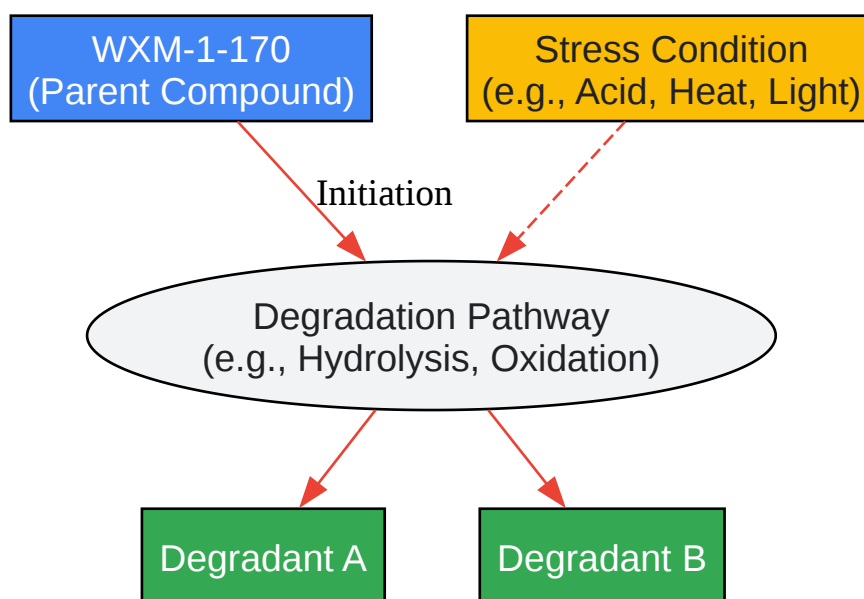 WXM-1-170
(Parent Compound)
Stress Condition
(e.g., Acid, Heat, Light)
Initiation
Degradation Pathway
(e.g., Hydrolysis, Oxidation)
Degradant A
Degradant B